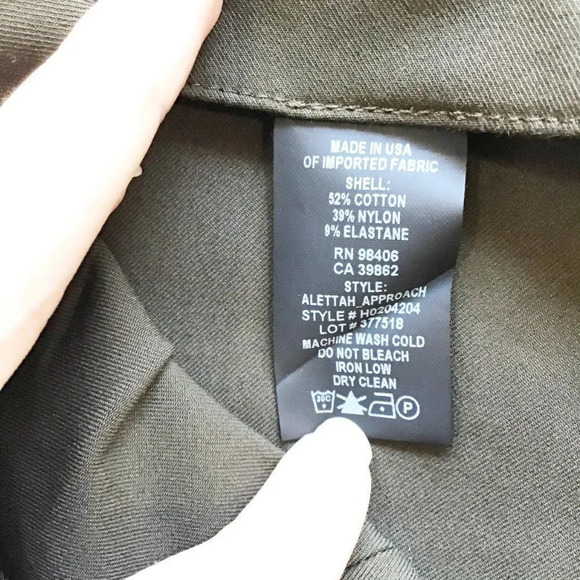 MADE IN USA
OF IMPORTED FABRIC
SHELL:
52% COTTON
39% NYLON
9% ELASTANE
RN 98406
CA 39862
STYLE:
ALETTAH_APPROACH
STYLE # H0204204
LOT # 377518
MACHINE WASH COLD
DO NOT BLEACH
IRON LOW
DRY CLEAN
30C P